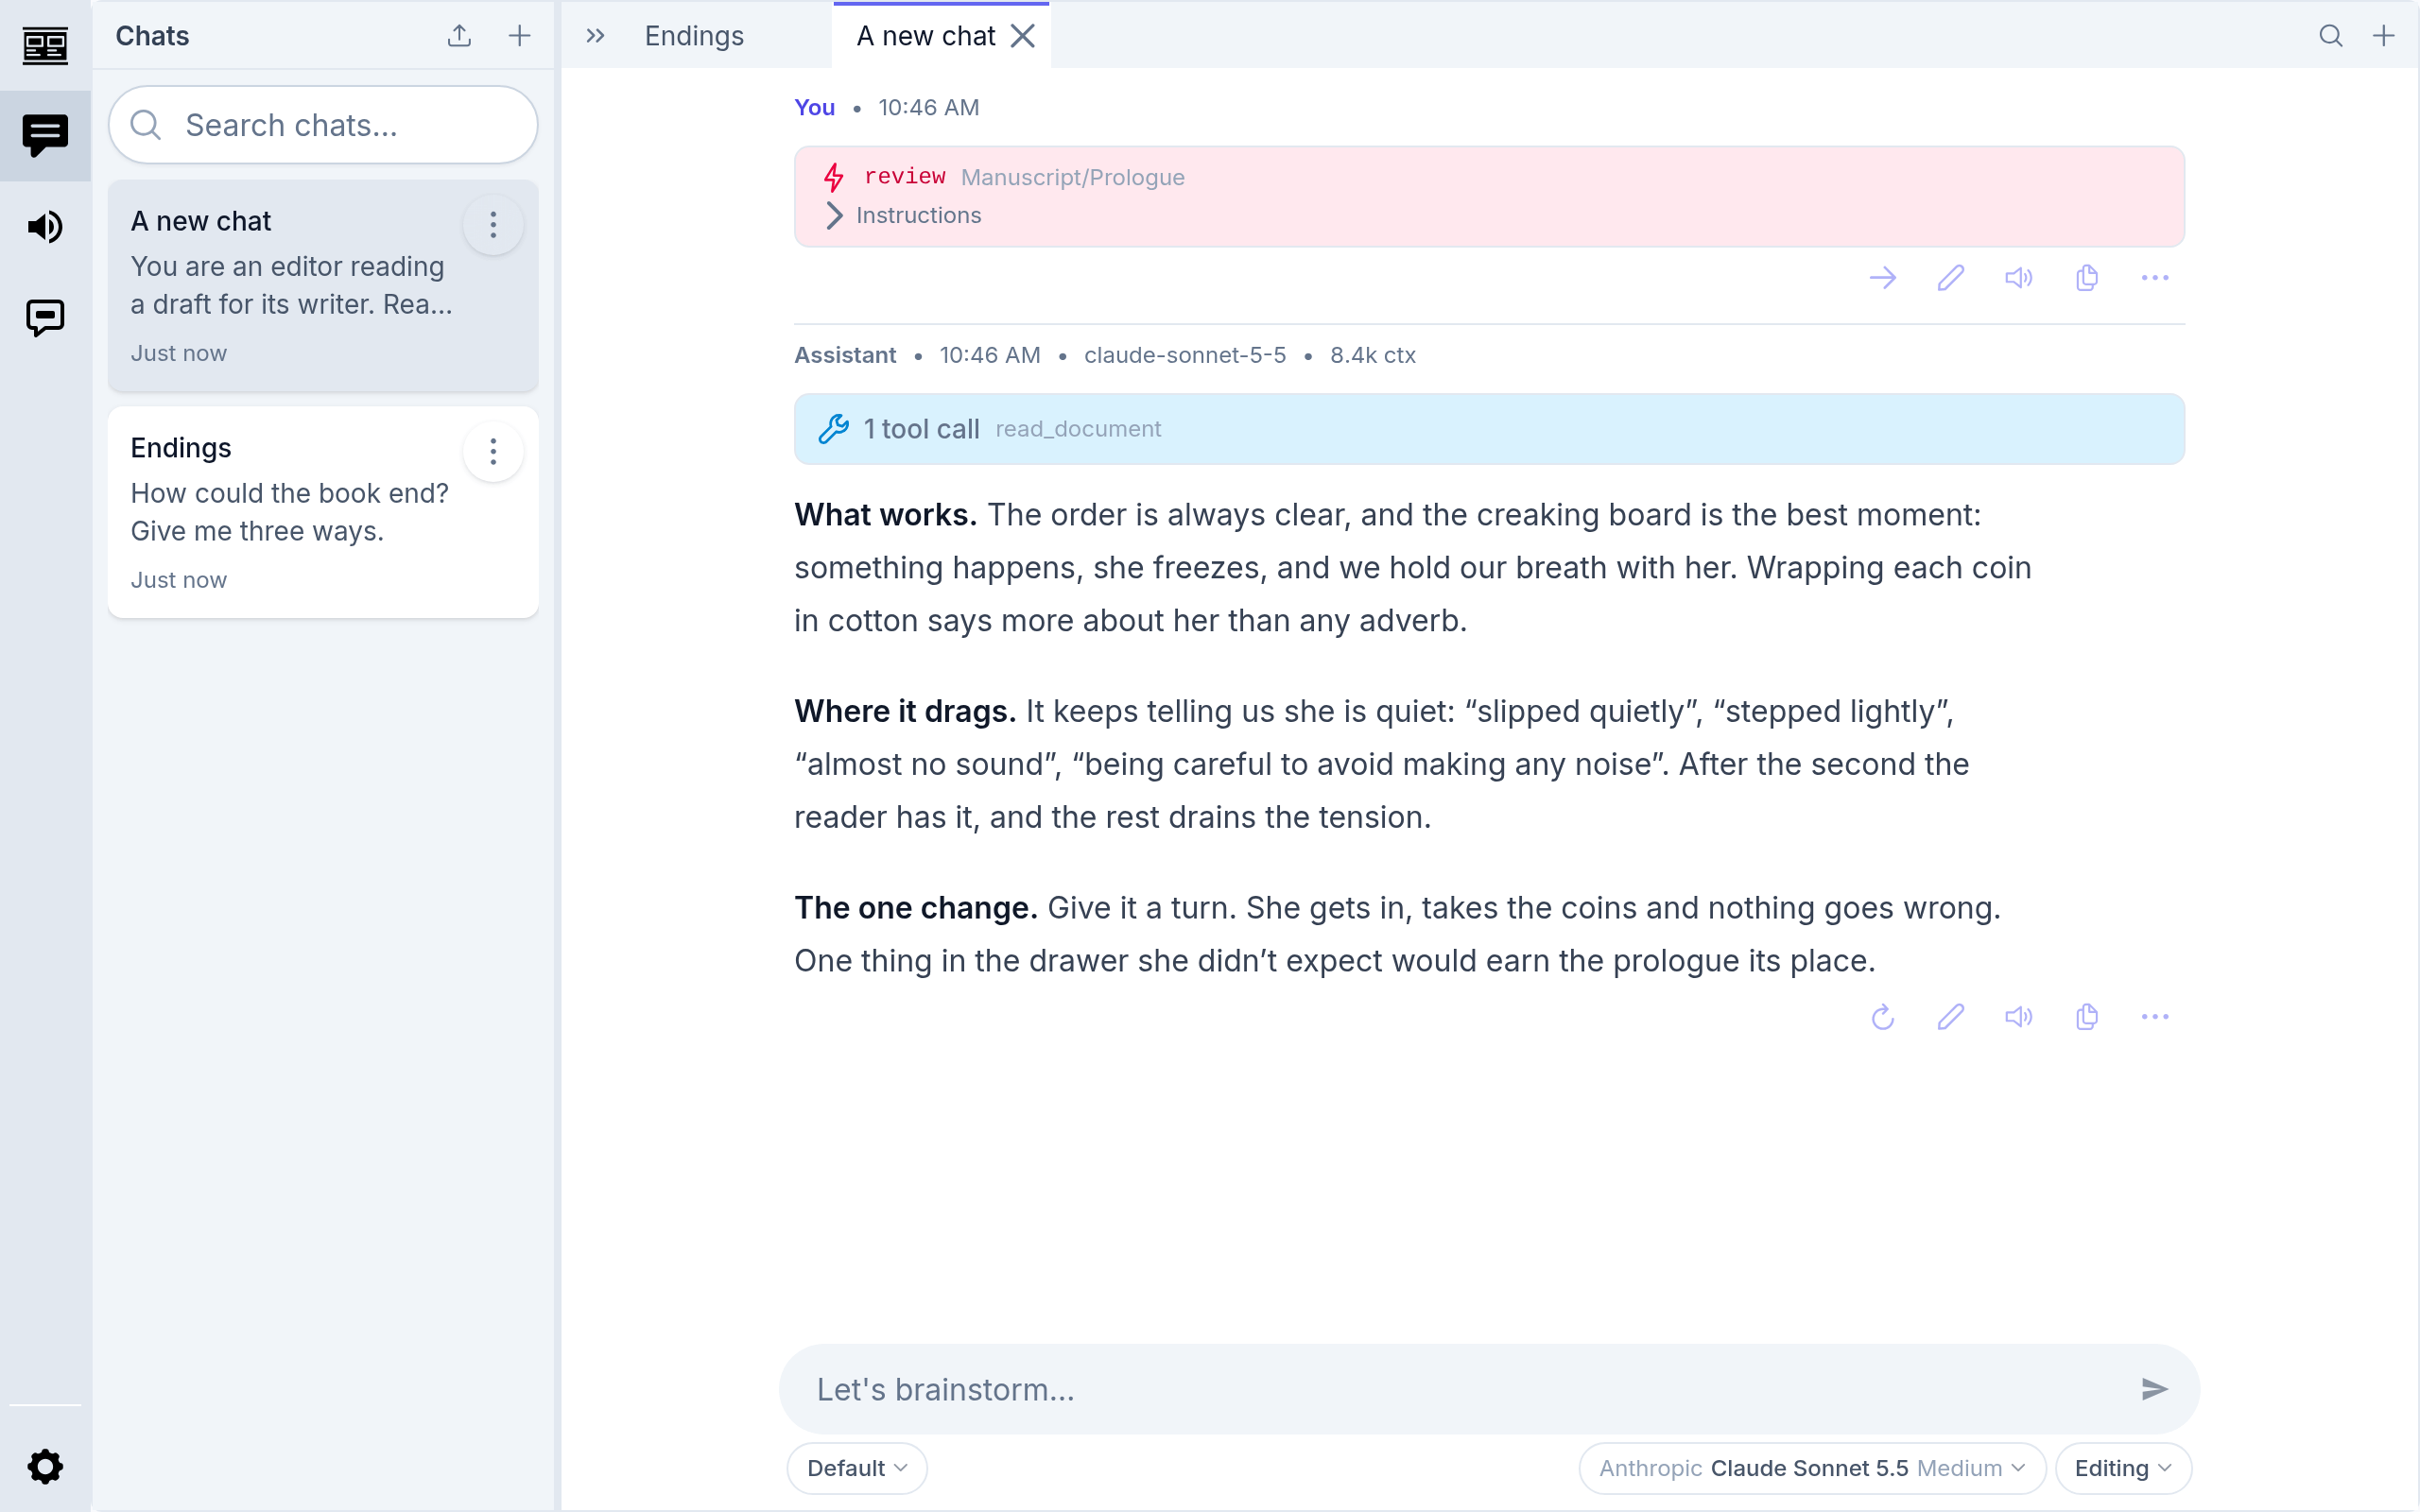 Chats
Search chats...
A new chat
You are an editor reading
a draft for its writer. Rea...
Just now
Endings
How could the book end?
Give me three ways.
Just now
Endings
A new chat
You • 10:46 AM
review Manuscript/Prologue
Instructions
Assistant • 10:46 AM • claude-sonnet-5-5 • 8.4k ctx
1 tool call read_document
What works. The order is always clear, and the creaking board is the best moment:
something happens, she freezes, and we hold our breath with her. Wrapping each coin
in cotton says more about her than any adverb.
Where it drags. It keeps telling us she is quiet: “slipped quietly”, “stepped lightly”,
“almost no sound”, “being careful to avoid making any noise”. After the second the
reader has it, and the rest drains the tension.
The one change. Give it a turn. She gets in, takes the coins and nothing goes wrong.
One thing in the drawer she didn’t expect would earn the prologue its place.
Let's brainstorm...
Default
Anthropic Claude Sonnet 5.5 Medium
Editing